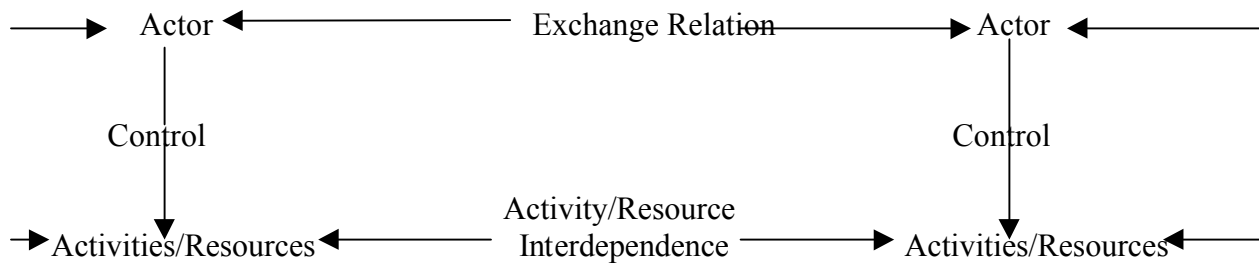 Actor Exchange Relation Actor
Control Control
Activity/Resource
Interdependence
Activities/Resources Activities/Resources